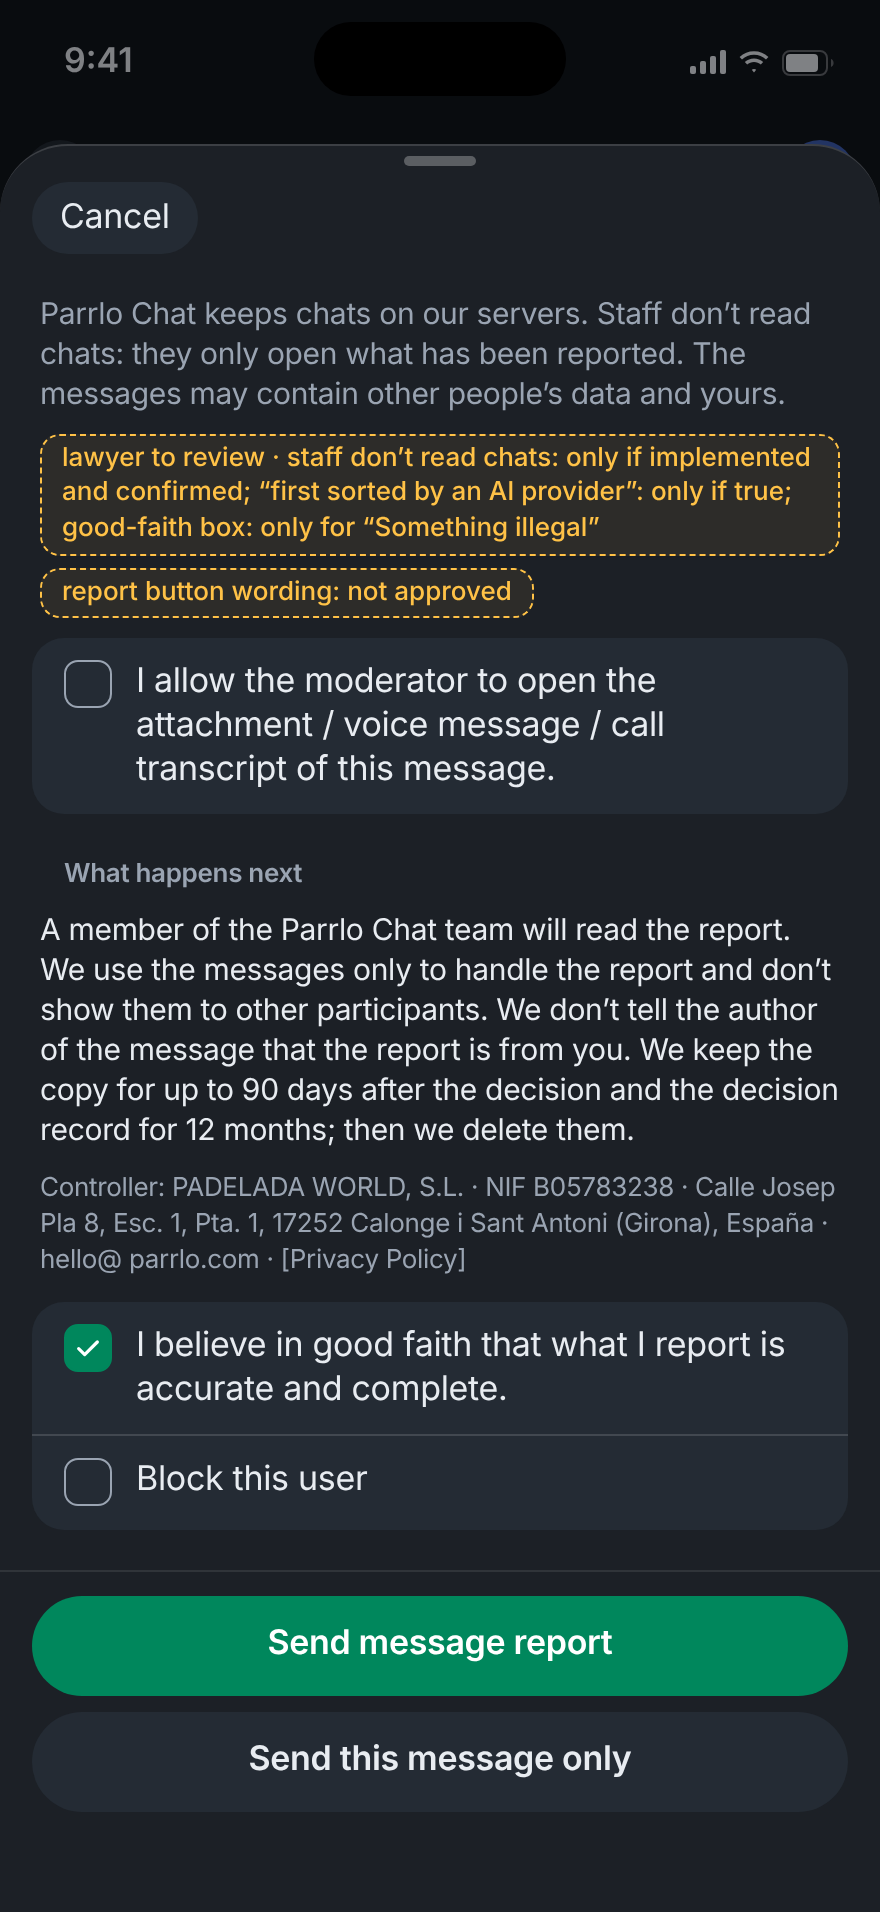 9:41
Cancel
Parrlo Chat keeps chats on our servers. Staff don’t read
chats: they only open what has been reported. The
messages may contain other people’s data and yours.
lawyer to review · staff don’t read chats: only if implemented
and confirmed; “first sorted by an AI provider”: only if true;
good-faith box: only for “Something illegal”
report button wording: not approved
I allow the moderator to open the
attachment / voice message / call
transcript of this message.
What happens next
A member of the Parrlo Chat team will read the report.
We use the messages only to handle the report and don’t
show them to other participants. We don’t tell the author
of the message that the report is from you. We keep the
copy for up to 90 days after the decision and the decision
record for 12 months; then we delete them.
Controller: PADELADA WORLD, S.L. · NIF B05783238 · Calle Josep
Pla 8, Esc. 1, Pta. 1, 17252 Calonge i Sant Antoni (Girona), España ·
hello@ parrlo.com · [Privacy Policy]
I believe in good faith that what I report is
accurate and complete.
Block this user
Send message report
Send this message only